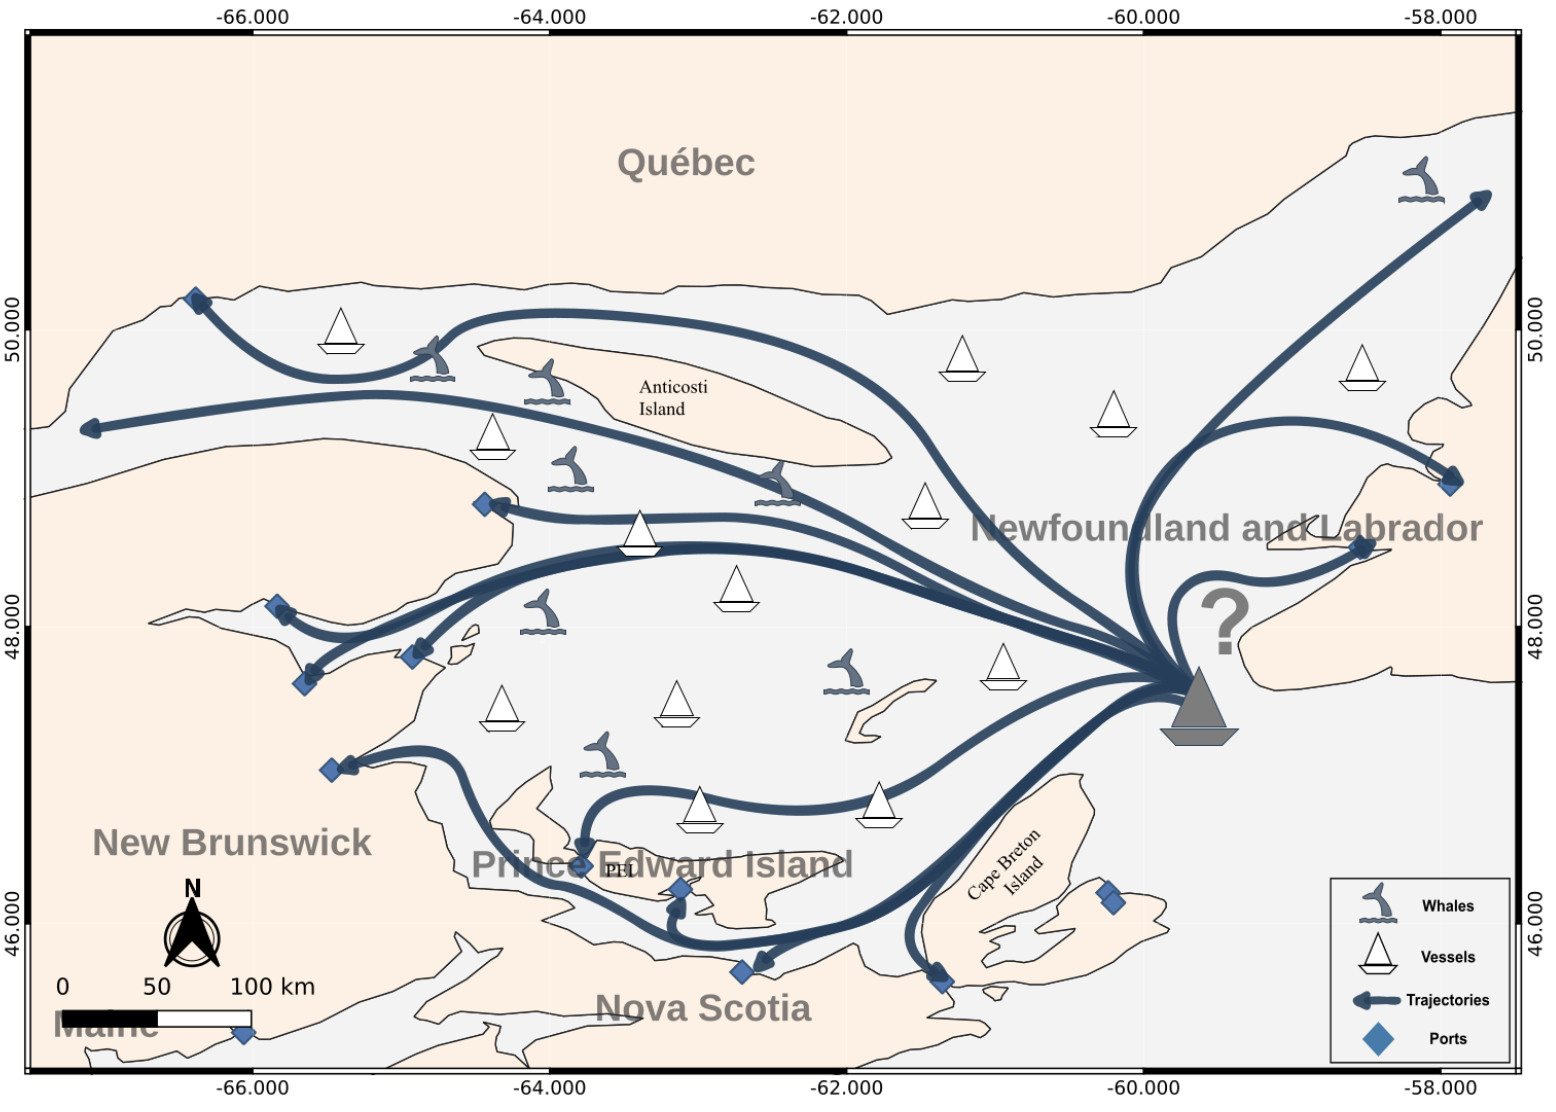 -66.000 -64.000 -62.000 -60.000 -58.000
Québec
50.000
50.000
Anticosti
Island
Newfoundland and Labrador
?
48.000
48.000
New Brunswick
Prince Edward Island
PEI
Cape Breton
Island
N
46.000
46.000
0 50 100 km
Maine
Nova Scotia
Whales
Vessels
Trajectories
Ports
-66.000 -64.000 -62.000 -60.000 -58.000